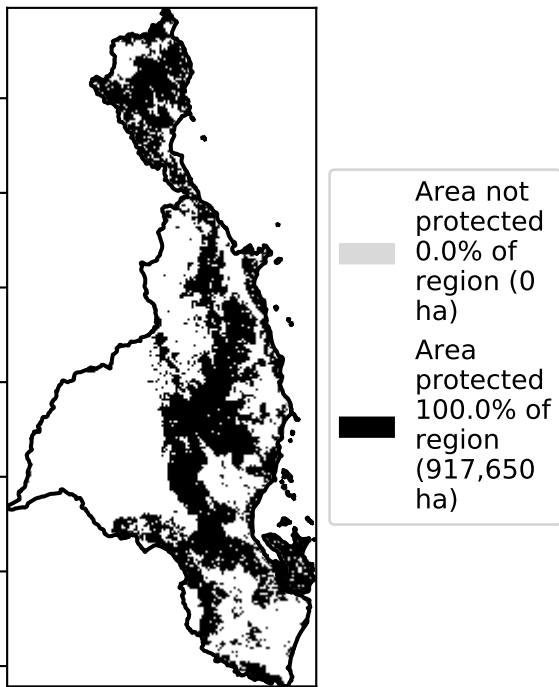 Area not
protected
0.0% of
region (0
ha)
Area
protected
100.0% of
region
(917,650
ha)